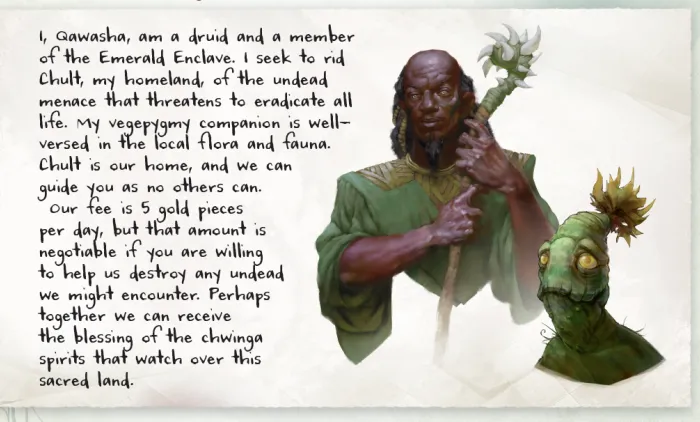 I, Qawasha, am a druid and a member
of the Emerald Enclave. I seek to rid
Chult, my homeland, of the undead
menace that threatens to eradicate all
life. My vegepygmy companion is well-
versed in the local flora and fauna.
Chult is our home, and we can
guide you as no others can.
Our fee is 5 gold pieces
per day, but that amount is
negotiable if you are willing
to help us destroy any undead
we might encounter. Perhaps
together we can receive
the blessing of the chwinga
spirits that watch over this
sacred land.